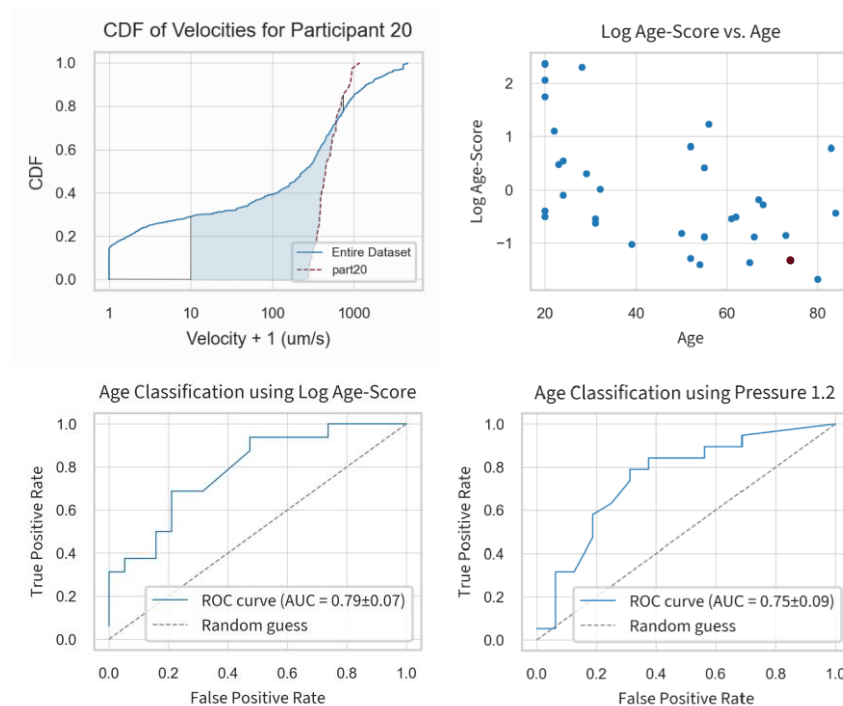 CDF of Velocities for Participant 20
CDF
1.0
0.8
0.6
0.4
0.2
0.0
Entire Dataset
part20
1 10 100 1000
Velocity + 1 (um/s)
Log Age-Score vs. Age
Log Age-Score
2
1
0
−1
20 40 60 80
Age
Age Classification using Log Age-Score
True Positive Rate
1.0
0.8
0.6
0.4
0.2
0.0
ROC curve (AUC = 0.79±0.07)
Random guess
0.0 0.2 0.4 0.6 0.8 1.0
False Positive Rate
Age Classification using Pressure 1.2
True Positive Rate
1.0
0.8
0.6
0.4
0.2
0.0
ROC curve (AUC = 0.75±0.09)
Random guess
0.0 0.2 0.4 0.6 0.8 1.0
False Positive Rate